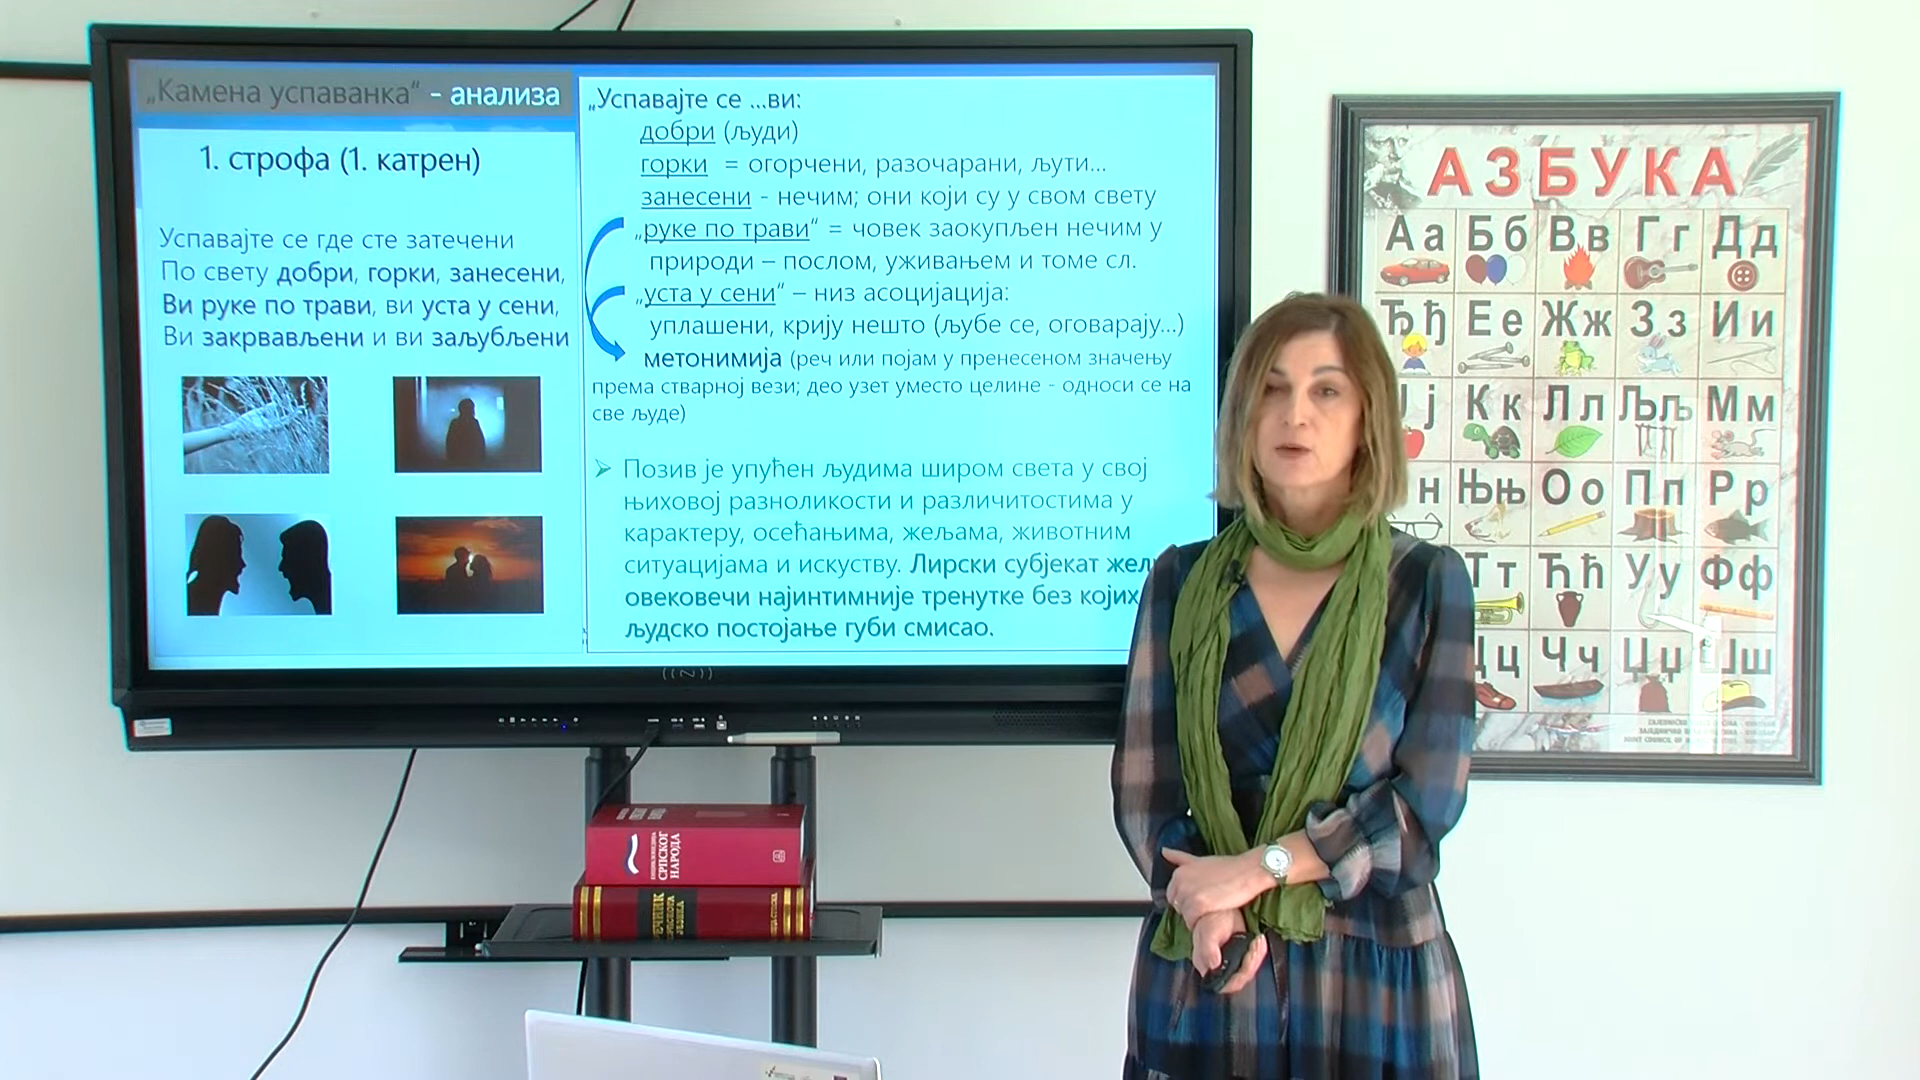 „Камена успаванка“ - анализа
1. строфа (1. катрен)
Успавајте се где сте затечени
По свету добри, горки, занесени,
Ви руке по трави, ви уста у сени,
Ви закрвављени и ви заљубљени
„Успавајте се ...ви:
добри (људи)
горки = огорчени, разочарани, љути...
занесени - нечим; они који су у свом свету
„руке по трави“ = човек заокупљен нечим у
природи – послом, уживањем и томе сл.
„уста у сени“ – низ асоцијација:
уплашени, крију нешто (љубе се, оговарају...)
метонимија (реч или појам у пренесеном значењу
према стварној вези; део узет уместо целине - односи се на
све људе)
➢ Позив је упућен људима широм света у свој
њиховој разноликости и различитостима у
карактеру, осећањима, жељама, животним
ситуацијама и искуству. Лирски субјекат жел
овековечи најинтимније тренутке без којих
људско постојање губи смисао.
АЗБУКА
Аа Бб Вв Гг Дд
Ђђ Ее Жж Зз Ии
Јј Кк Лл Љљ Мм
н Њњ Оо Пп Рр
Тт Ћћ Уу Фф
Цц Чч Џџ Шш
СРПСКОГ
НАРОДА